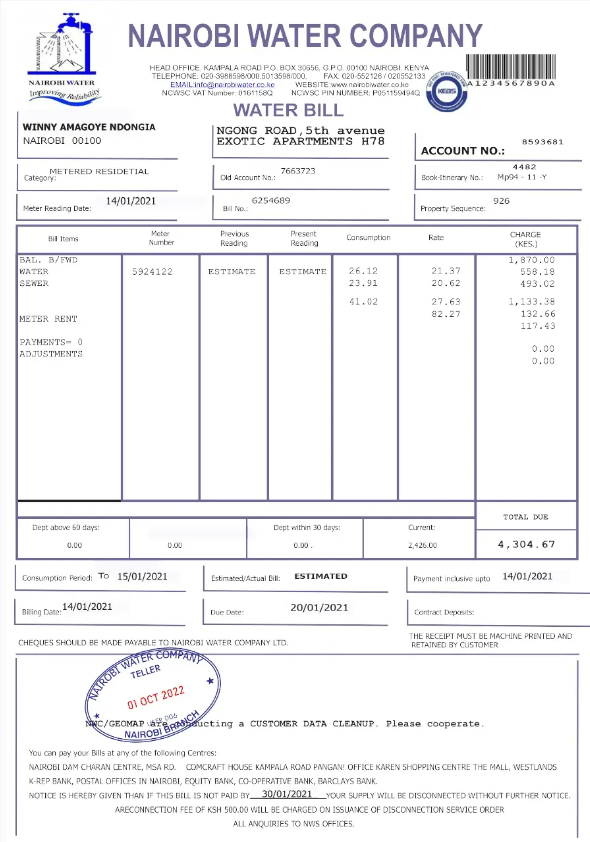 NAIROBI WATER
Improving Reliability
NAIROBI WATER COMPANY
HEAD OFFICE, KAMPALA ROAD P.O. BOX 30656, G.P.O. 00100 NAIROBI, KENYA
TELEPHONE: 020-3988598/000.5013598/000. FAX. 020-552126 / 020552133
EMAIL:info@nairobiwater.co.ke WEBSITE:www.nairobiwater.co.ke
NCWSC VAT Number: 0161158Q NCWSC PIN NUMBER: P051159494Q
KEBS
A1234567890A
WATER BILL
WINNY AMAGOYE NDONGIA
NAIROBI 00100
NGONG ROAD,5th avenue
EXOTIC APARTMENTS H78
8593681
ACCOUNT NO.:
METERED RESIDETIAL
Category:
7663723
Old Account No.:
4482
Book-Itinerary No.: Mp94 - 11 -Y
14/01/2021
Meter Reading Date:
6254689
Bill No.:
926
Property Sequence:
Bill Items Meter Number Previous Reading Present Reading Consumption Rate CHARGE (KES.)
BAL. B/FWD 1,870.00
WATER 5924122 ESTIMATE ESTIMATE 26.12 21.37 558.18
SEWER 23.91 20.62 493.02
41.02 27.63 1,133.38
METER RENT 82.27 132.66
117.43
PAYMENTS= 0 0.00
ADJUSTMENTS 0.00
TOTAL DUE
Dept above 60 days: Dept within 30 days: Current:
0.00 0.00 0.00 . 2,426.00 4,304.67
Consumption Period: To 15/01/2021 Estimated/Actual Bill: ESTIMATED Payment inclusive upto 14/01/2021
Billing Date: 14/01/2021 Due Date: 20/01/2021 Contract Deposits:
CHEQUES SHOULD BE MADE PAYABLE TO NAIROBI WATER COMPANY LTD.
THE RECEIPT MUST BE MACHINE PRINTED AND
RETAINED BY CUSTOMER
NAIROBI WATER COMPANY
TELLER
01 OCT 2022
NAIROBI BRANCH
NWC/GEOMAP are conducting a CUSTOMER DATA CLEANUP. Please cooperate.
You can pay your Bills at any of the following Centres:
NAIROBI DAM CHARAN CENTRE, MSA RD. COMCRAFT HOUSE KAMPALA ROAD PANGAN! OFFICE KAREN SHOPPING CENTRE THE MALL, WESTLANDS
K-REP BANK, POSTAL OFFICES IN NAIROBI, EQUITY BANK, CO-OPERATIVE BANK, BARCLAYS BANK.
NOTICE IS HEREBY GIVEN THAN IF THIS BILL IS NOT PAID BY 30/01/2021 YOUR SUPPLY WILL BE DISCONNECTED WITHOUT FURTHER NOTICE.
ARECONNECTION FEE OF KSH 500.00 WILL BE CHARGED ON ISSUANCE OF DISCONNECTION SERVICE ORDER
ALL ANQUIRIES TO NWS OFFICES.